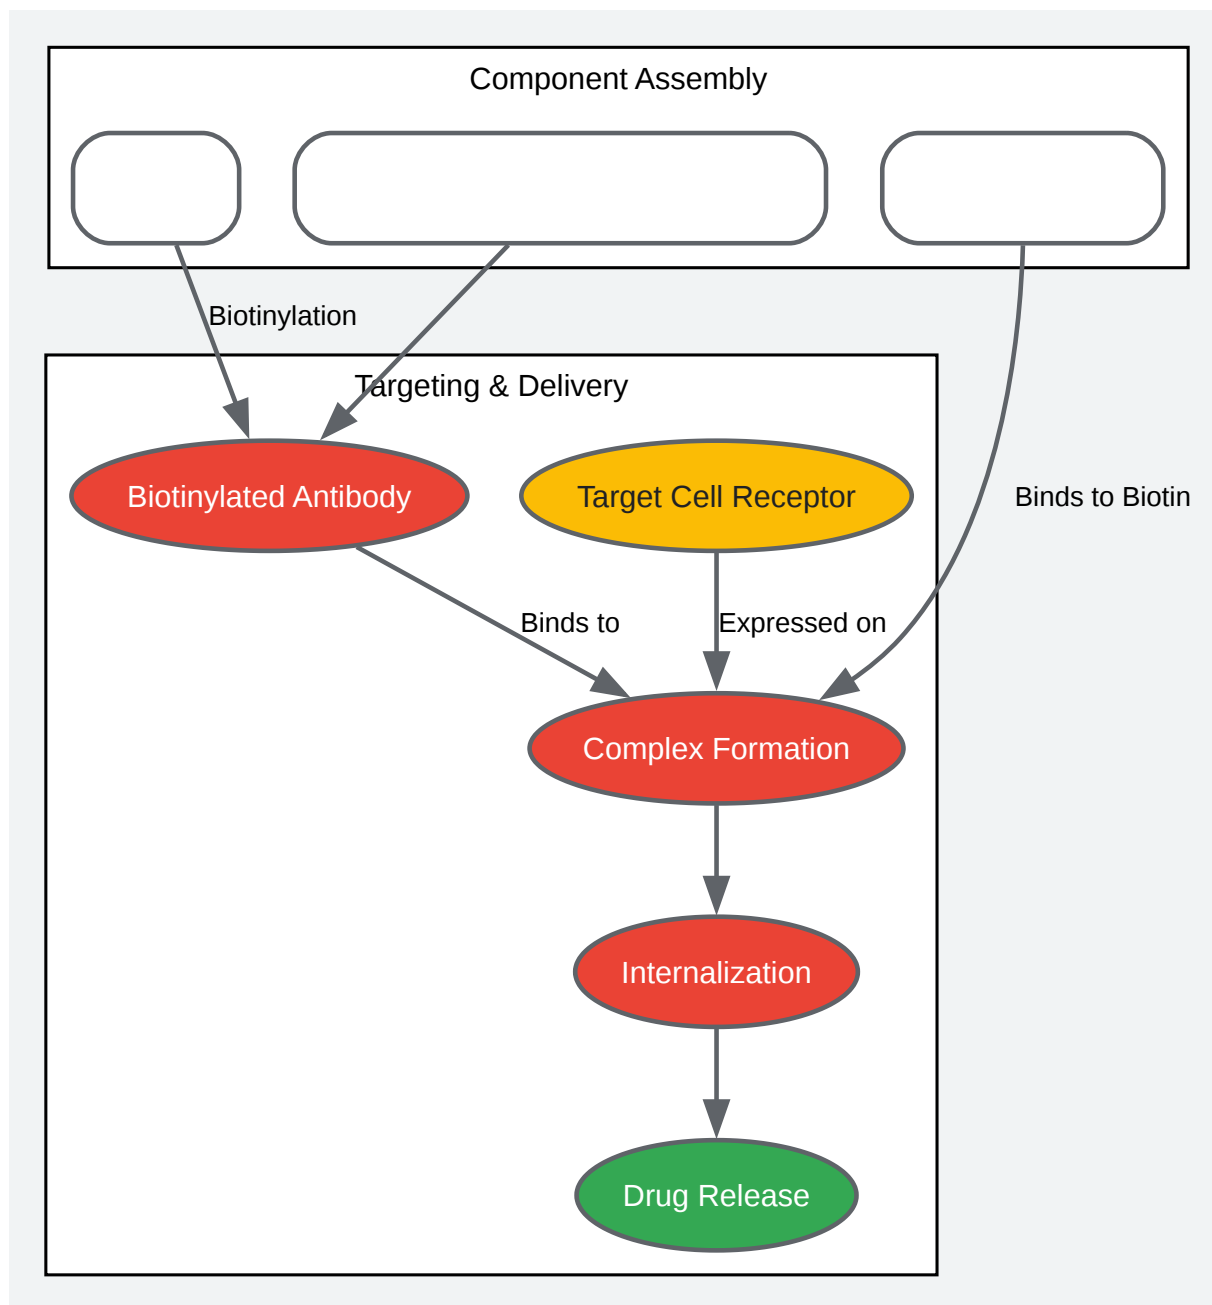 Component Assembly
Biotinylation
Targeting & Delivery
Biotinylated Antibody
Target Cell Receptor
Binds to Biotin
Binds to
Expressed on
Complex Formation
Internalization
Drug Release